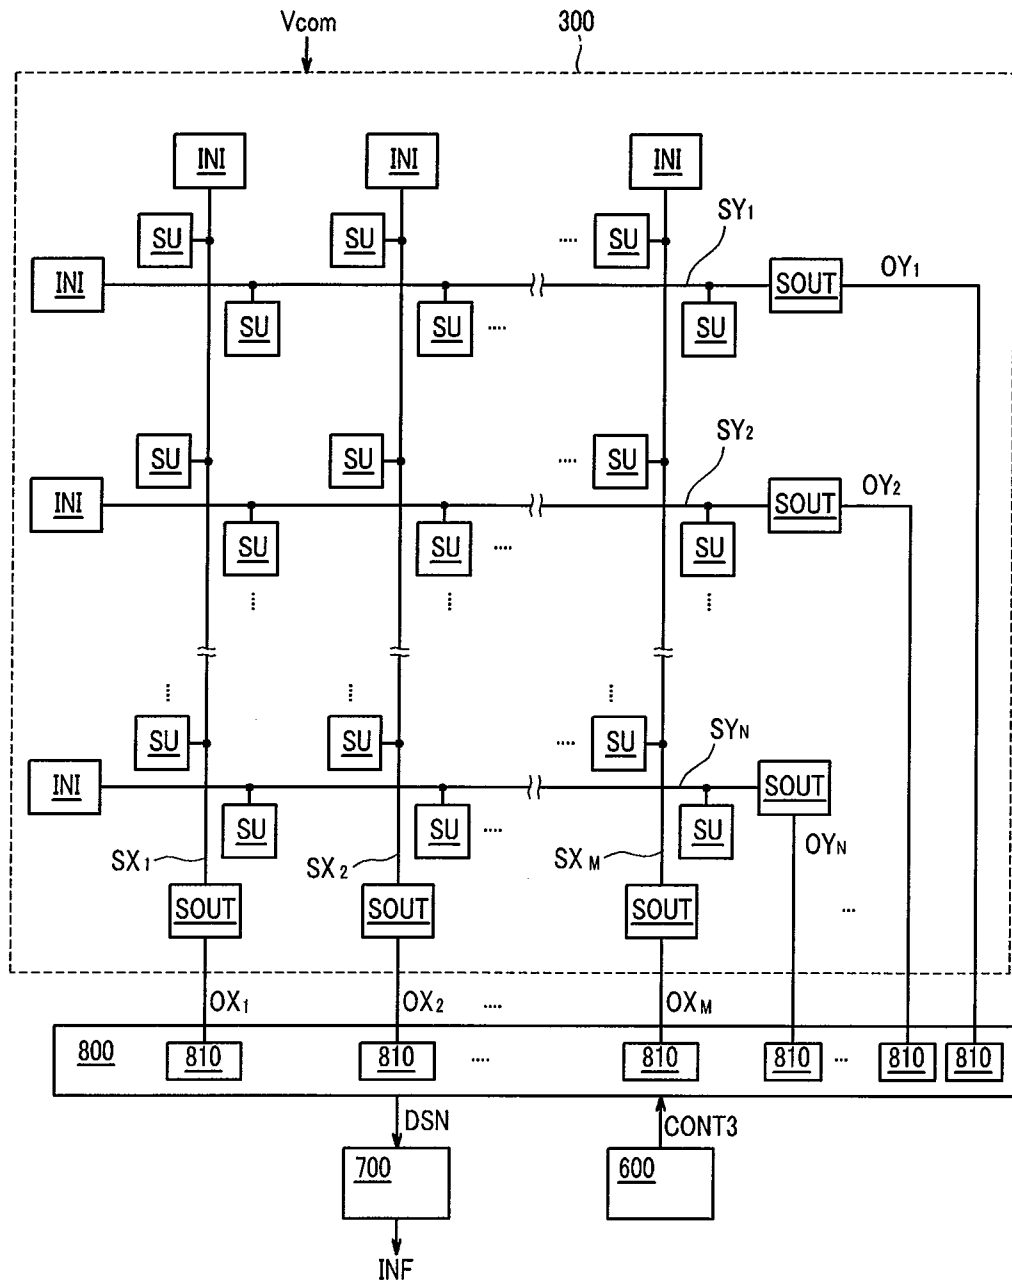 Vcom 300
INI INI INI
SU SU .... SU SY1
INI SOUT OY1
SU SU .... SU
SU SU .... SU SY2
INI SOUT OY2
SU SU .... SU
.... .... ....
.... .... ....
SU SU .... SU SYN
INI SOUT
SU SU .... SU OYN
SX1 SX2 SXM
SOUT SOUT SOUT ...
OX1 OX2 .... OXM
800 810 810 .... 810 810 ... 810 810
DSN CONT3
700 600
INF